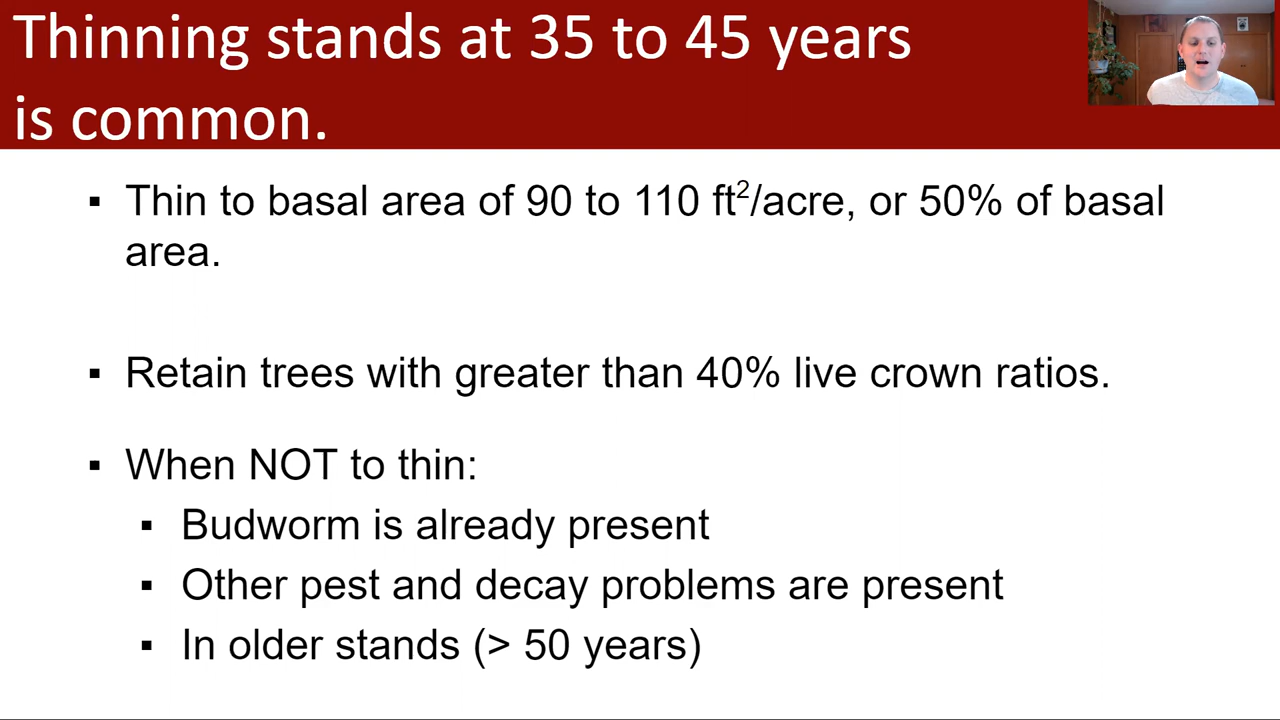 Thinning stands at 35 to 45 years
is common.
▪ Thin to basal area of 90 to 110 ft²/acre, or 50% of basal
area.
▪ Retain trees with greater than 40% live crown ratios.
▪ When NOT to thin:
▪ Budworm is already present
▪ Other pest and decay problems are present
▪ In older stands (> 50 years)